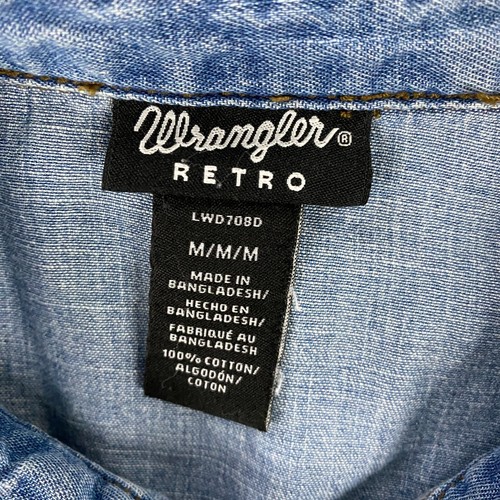 Wrangler®
RETRO
LWD708D
M/M/M
MADE IN
BANGLADESH/
HECHO EN
BANGLADESH/
FABRIQUÉ AU
BANGLADESH
100% COTTON/
ALGODÓN/
COTON